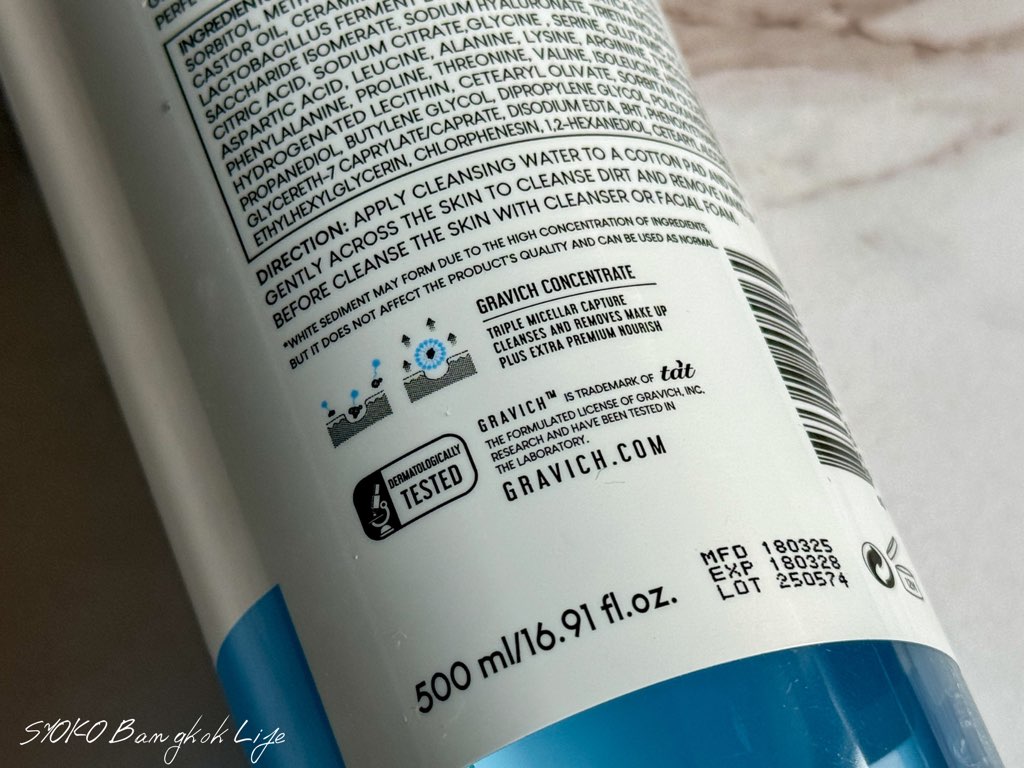 PERFE
INGREDIENT
SORBITOL, METH
CASTOR OIL, CERAM
LACTOBACILLUS FERMENT
SACCHARIDE ISOMERATE, SODIUM HYALURONATE,
CITRIC ACID, SODIUM CITRATE, GLYCINE, SERINE, GLUTA
ASPARTIC ACID, LEUCINE, ALANINE, LYSINE, ARGININE
PHENYLALANINE, PROLINE, THREONINE, VALINE, ISOLEUCINE,
HYDROGENATED LECITHIN, CETEARYL OLIVATE, SORBITAN
PROPANEDIOL, BUTYLENE GLYCOL, DIPROPYLENE GLYCOL,
GLYCERETH-7 CAPRYLATE/CAPRATE, DISODIUM EDTA, BHT, PHENOXY
ETHYLHEXYLGLYCERIN, CHLORPHENESIN, 1,2-HEXANEDIOL,
DIRECTION: APPLY CLEANSING WATER TO A COTTON PAD AND
GENTLY ACROSS THE SKIN TO CLEANSE DIRT AND REMOVE MAKE
BEFORE CLEANSE THE SKIN WITH CLEANSER OR FACIAL FOAM
*WHITE SEDIMENT MAY FORM DUE TO THE HIGH CONCENTRATION OF INGREDIENTS,
BUT IT DOES NOT AFFECT THE PRODUCT'S QUALITY AND CAN BE USED AS NORMAL.
GRAVICH CONCENTRATE
TRIPLE MICELLAR CAPTURE
CLEANSES AND REMOVES MAKE UP
PLUS EXTRA PREMIUM NOURISH
GRAVICH™ IS TRADEMARK OF tdt
THE FORMULATED LICENSE OF GRAVICH, INC.
RESEARCH AND HAVE BEEN TESTED IN
THE LABORATORY.
GRAVICH.COM
DERMATOLOGICALLY
TESTED
MFD 180325
EXP 180328
LOT 250574
500 ml/16.91 fl.oz.
SYOKO Bangkok Life